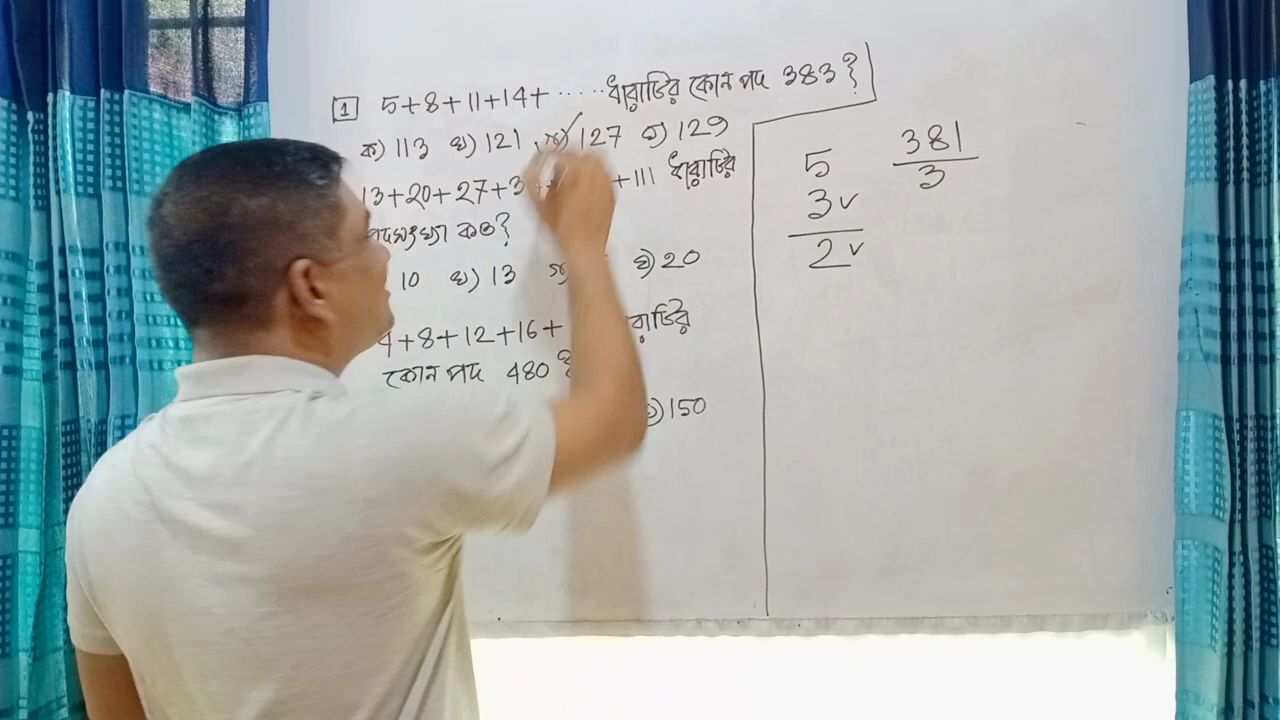 1 5+8+11+14+ ..... ধারাটির কোন পদ 383?
ক) 113 খ) 121 গ) 127 ঘ) 129
13+20+27+3 +111 ধারাটির
পদসংখ্যা কত?
10 খ) 13 গ) ঘ) 20
4+8+12+16+ রাটির
কোন পদ 480?
ঘ) 150
5
3
2
381
3